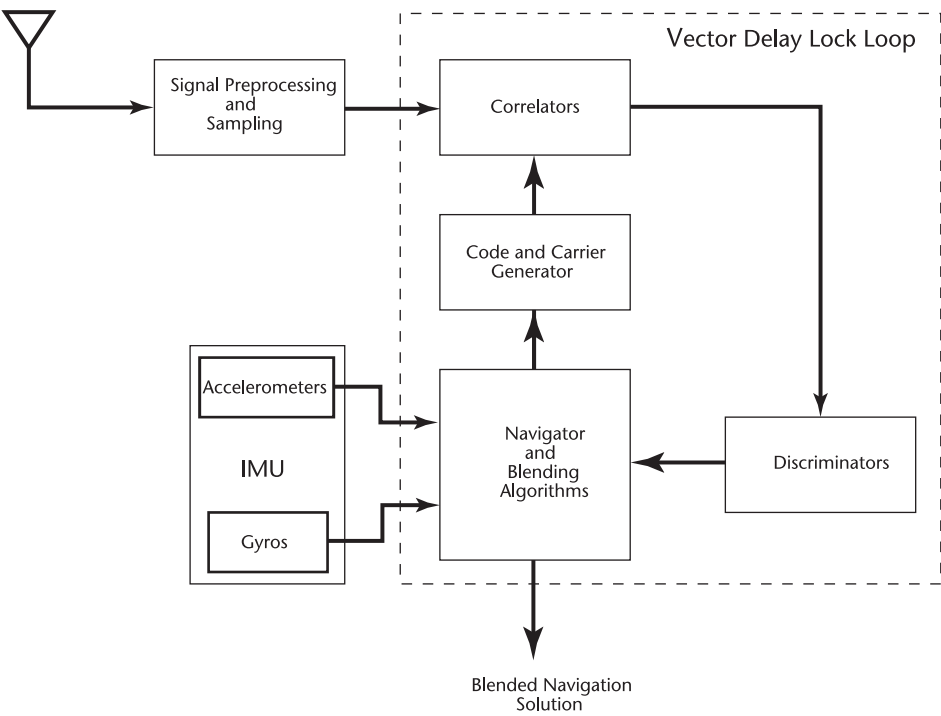 Vector Delay Lock Loop
Signal Preprocessing
and
Sampling
Correlators
Code and Carrier
Generator
Accelerometers
IMU
Gyros
Navigator
and
Blending
Algorithms
Discriminators
Blended Navigation
Solution